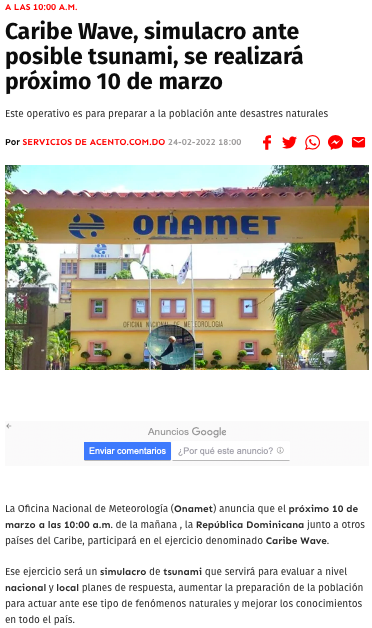 A LAS 10:00 A.M.
Caribe Wave, simulacro ante
posible tsunami, se realizará
próximo 10 de marzo
Este operativo es para preparar a la población ante desastres naturales
Por SERVICIOS DE ACENTO.COM.DO 24-02-2022 18:00
ONAMET
ONAMET
OFICINA NACIONAL DE METEOROLOGIA
Anuncios Google
Enviar comentarios ¿Por qué este anuncio?
La Oficina Nacional de Meteorología (Onamet) anuncia que el próximo 10 de
marzo a las 10:00 a.m. de la mañana , la República Dominicana junto a otros
países del Caribe, participará en el ejercicio denominado Caribe Wave.
Ese ejercicio será un simulacro de tsunami que servirá para evaluar a nivel
nacional y local planes de respuesta, aumentar la preparación de la población
para actuar ante ese tipo de fenómenos naturales y mejorar los conocimientos
en todo el país.